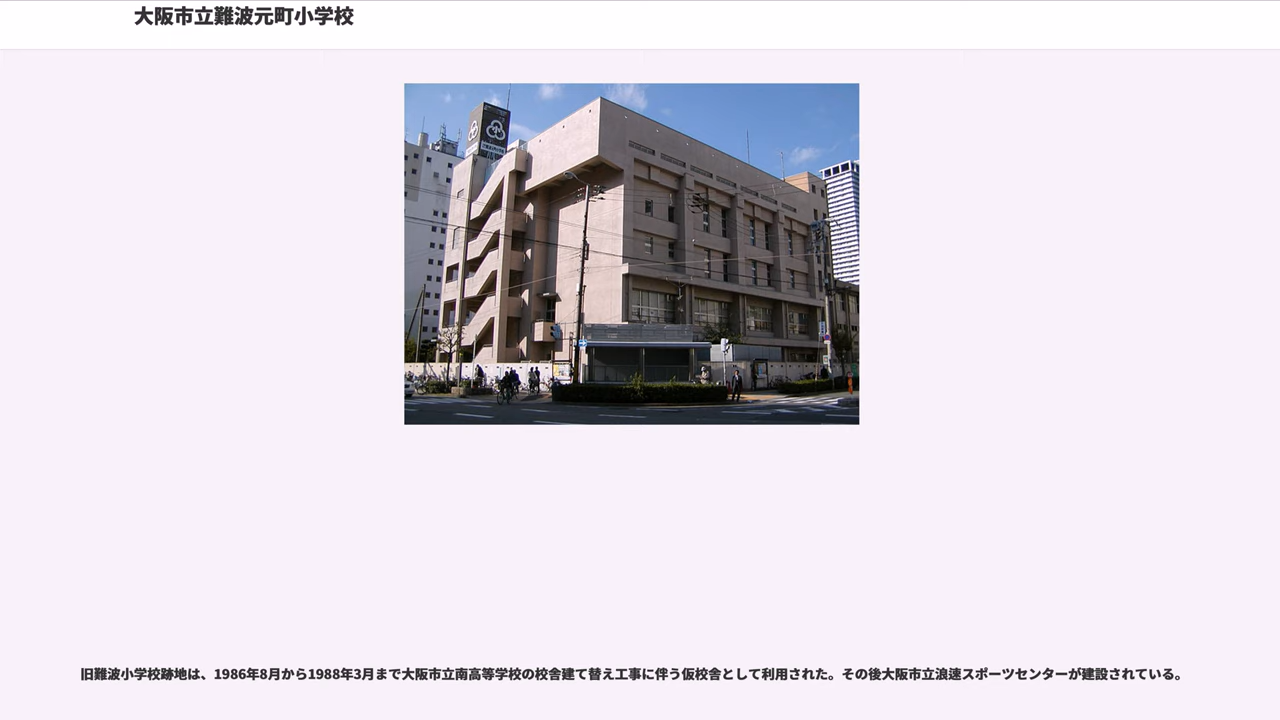 大阪市立難波元町小学校
旧難波小学校跡地は、1986年8月から1988年3月まで大阪市立南高等学校の校舎建て替え工事に伴う仮校舎として利用された。その後大阪市立浪速スポーツセンターが建設されている。